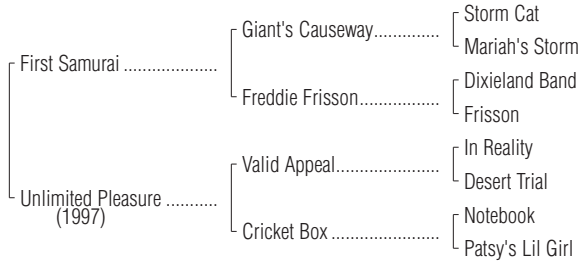 Storm Cat
Giant's Causeway..............
Mariah's Storm
First Samurai ....................
Dixieland Band
Freddie Frisson.................
Frisson
In Reality
Valid Appeal......................
Desert Trial
Unlimited Pleasure ...........
(1997)
Notebook
Cricket Box .......................
Patsy's Lil Girl